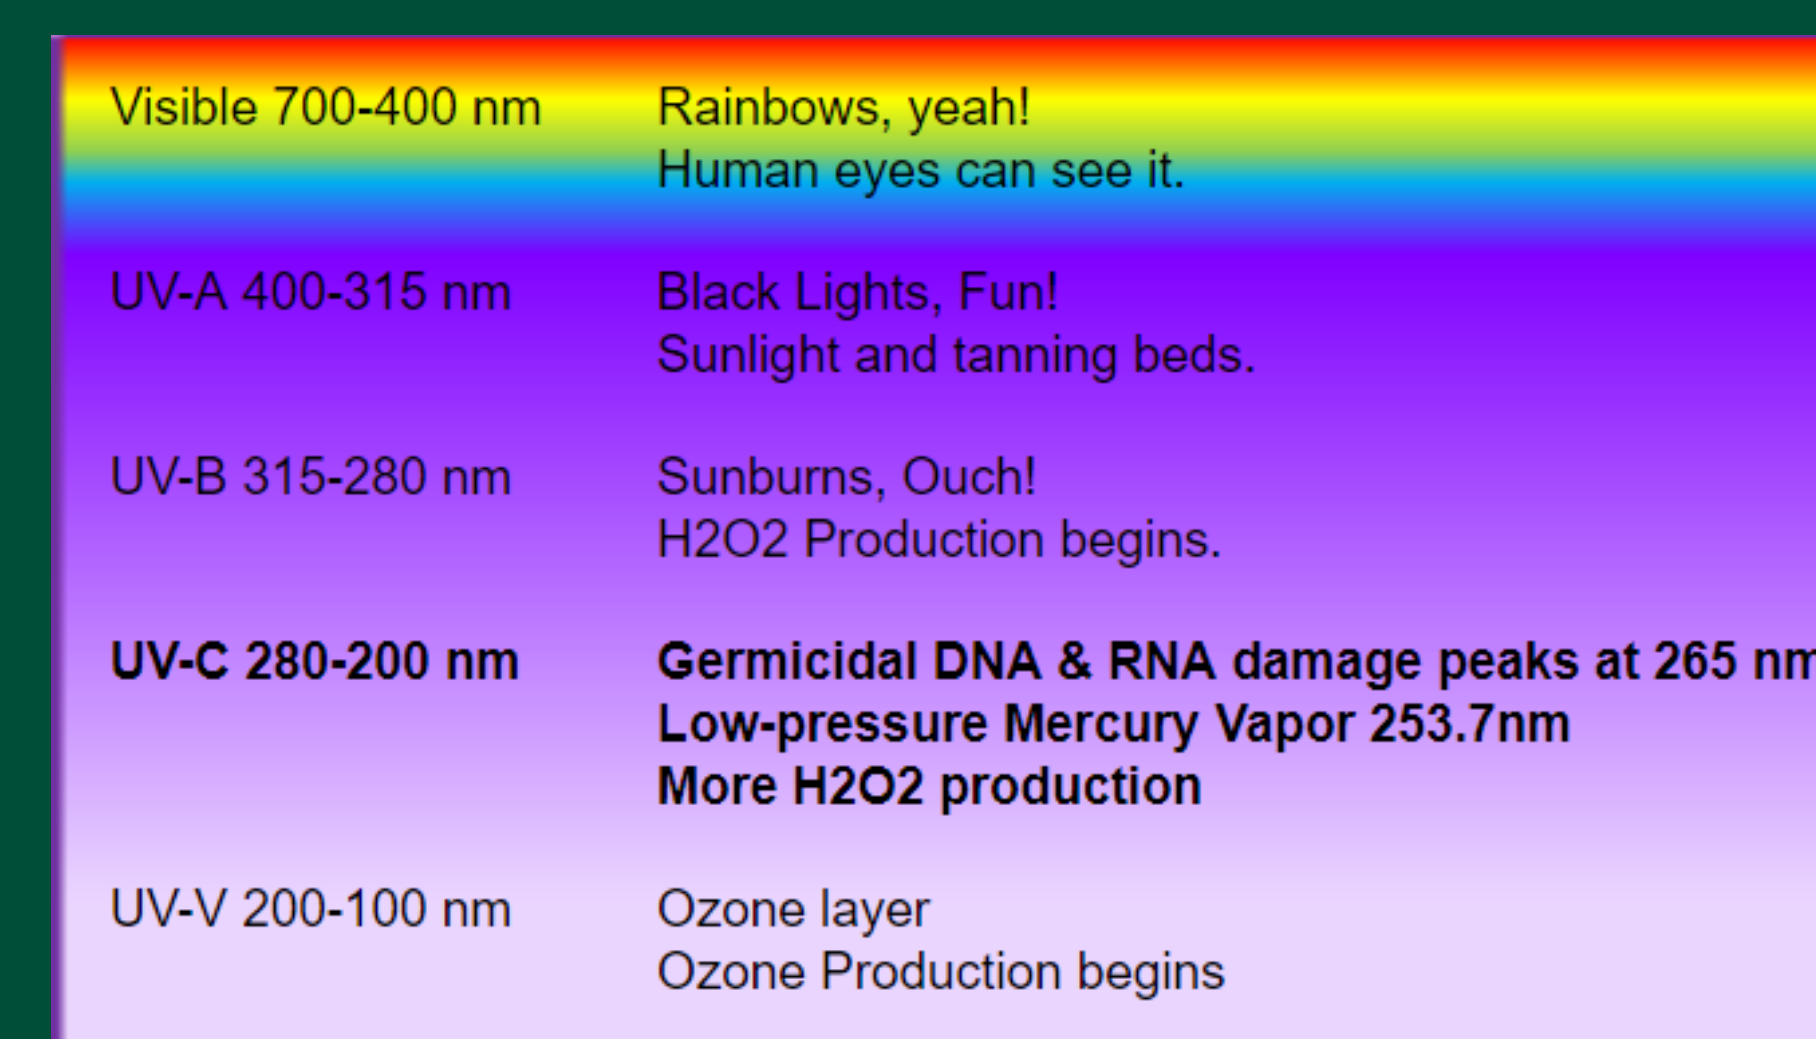 Visible 700-400 nm Rainbows, yeah!
Human eyes can see it.
UV-A 400-315 nm Black Lights, Fun!
Sunlight and tanning beds.
UV-B 315-280 nm Sunburns, Ouch!
H2O2 Production begins.
UV-C 280-200 nm Germicidal DNA & RNA damage peaks at 265 nm
Low-pressure Mercury Vapor 253.7nm
More H2O2 production
UV-V 200-100 nm Ozone layer
Ozone Production begins